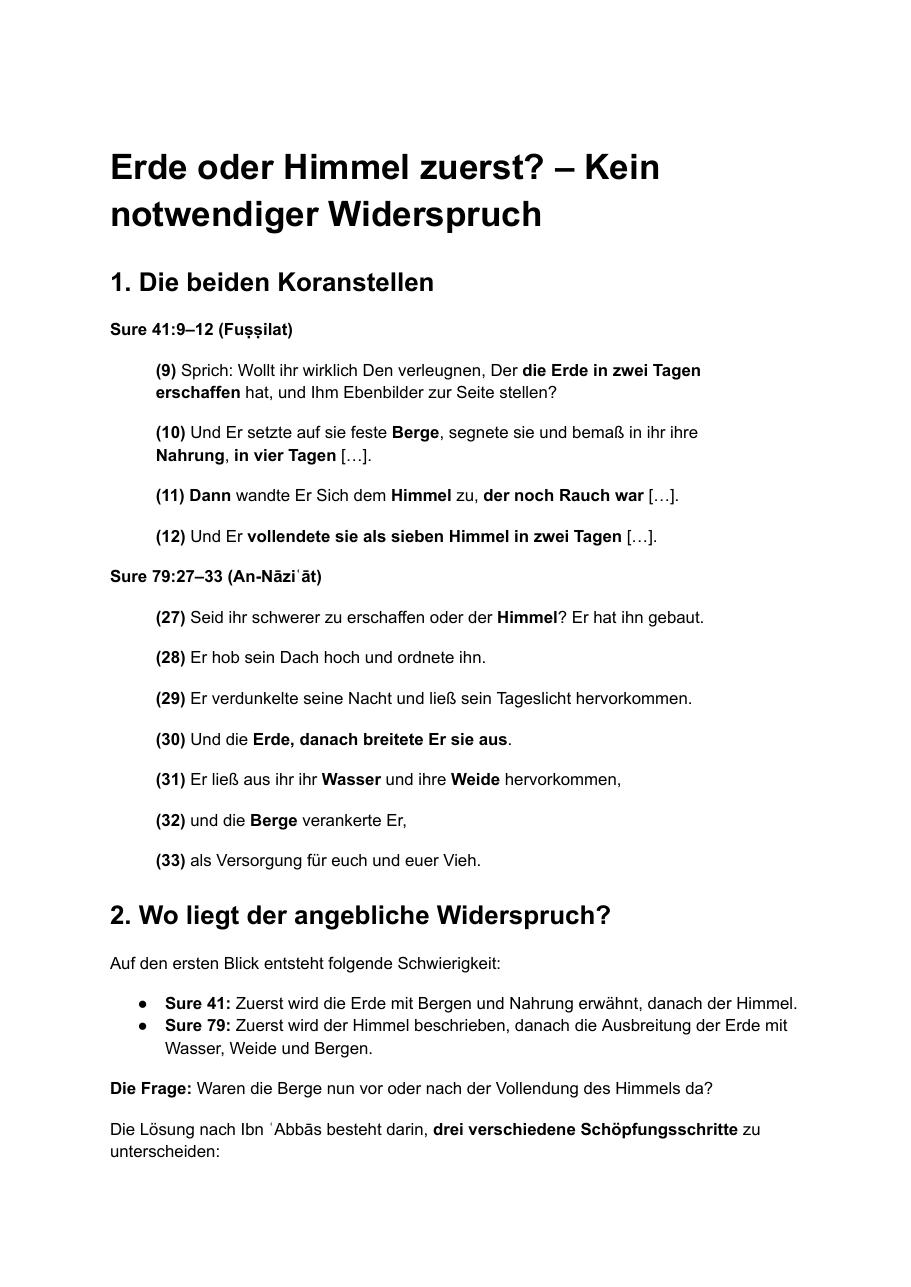 Erde oder Himmel zuerst? – Kein
notwendiger Widerspruch
1. Die beiden Koranstellen
Sure 41:9–12 (Fuṣṣilat)
(9) Sprich: Wollt ihr wirklich Den verleugnen, Der die Erde in zwei Tagen
erschaffen hat, und Ihm Ebenbilder zur Seite stellen?
(10) Und Er setzte auf sie feste Berge, segnete sie und bemaß in ihr ihre
Nahrung, in vier Tagen […].
(11) Dann wandte Er Sich dem Himmel zu, der noch Rauch war […].
(12) Und Er vollendete sie als sieben Himmel in zwei Tagen […].
Sure 79:27–33 (An-Nāziʿāt)
(27) Seid ihr schwerer zu erschaffen oder der Himmel? Er hat ihn gebaut.
(28) Er hob sein Dach hoch und ordnete ihn.
(29) Er verdunkelte seine Nacht und ließ sein Tageslicht hervorkommen.
(30) Und die Erde, danach breitete Er sie aus.
(31) Er ließ aus ihr ihr Wasser und ihre Weide hervorkommen,
(32) und die Berge verankerte Er,
(33) als Versorgung für euch und euer Vieh.
2. Wo liegt der angebliche Widerspruch?
Auf den ersten Blick entsteht folgende Schwierigkeit:
● Sure 41: Zuerst wird die Erde mit Bergen und Nahrung erwähnt, danach der Himmel.
● Sure 79: Zuerst wird der Himmel beschrieben, danach die Ausbreitung der Erde mit
Wasser, Weide und Bergen.
Die Frage: Waren die Berge nun vor oder nach der Vollendung des Himmels da?
Die Lösung nach Ibn ʿAbbās besteht darin, drei verschiedene Schöpfungsschritte zu
unterscheiden: